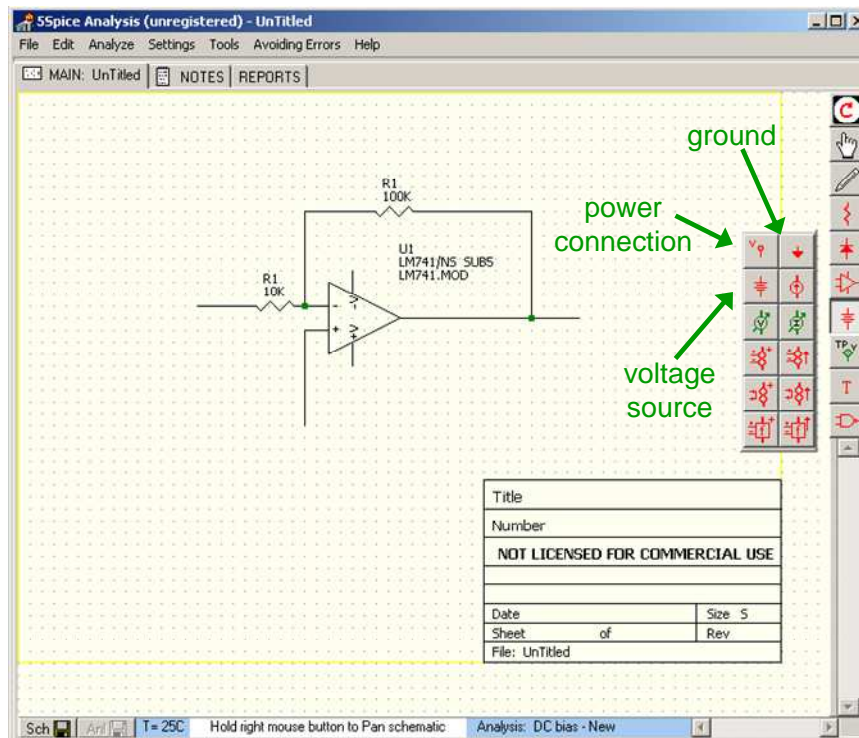 5Spice Analysis (unregistered) - UnTitled
File Edit Analyze Settings Tools Avoiding Errors Help
MAIN: UnTitled NOTES REPORTS
ground
power
connection
voltage
source
R1
100K
U1
LM741/NS SUBS
LM741.MOD
R1
10K
-
+
V-
V+
V
TP V
T
Title
Number
NOT LICENSED FOR COMMERCIAL USE
Date Size S
Sheet of Rev
File: UnTitled
Sch Anl T= 25C Hold right mouse button to Pan schematic Analysis: DC bias - New